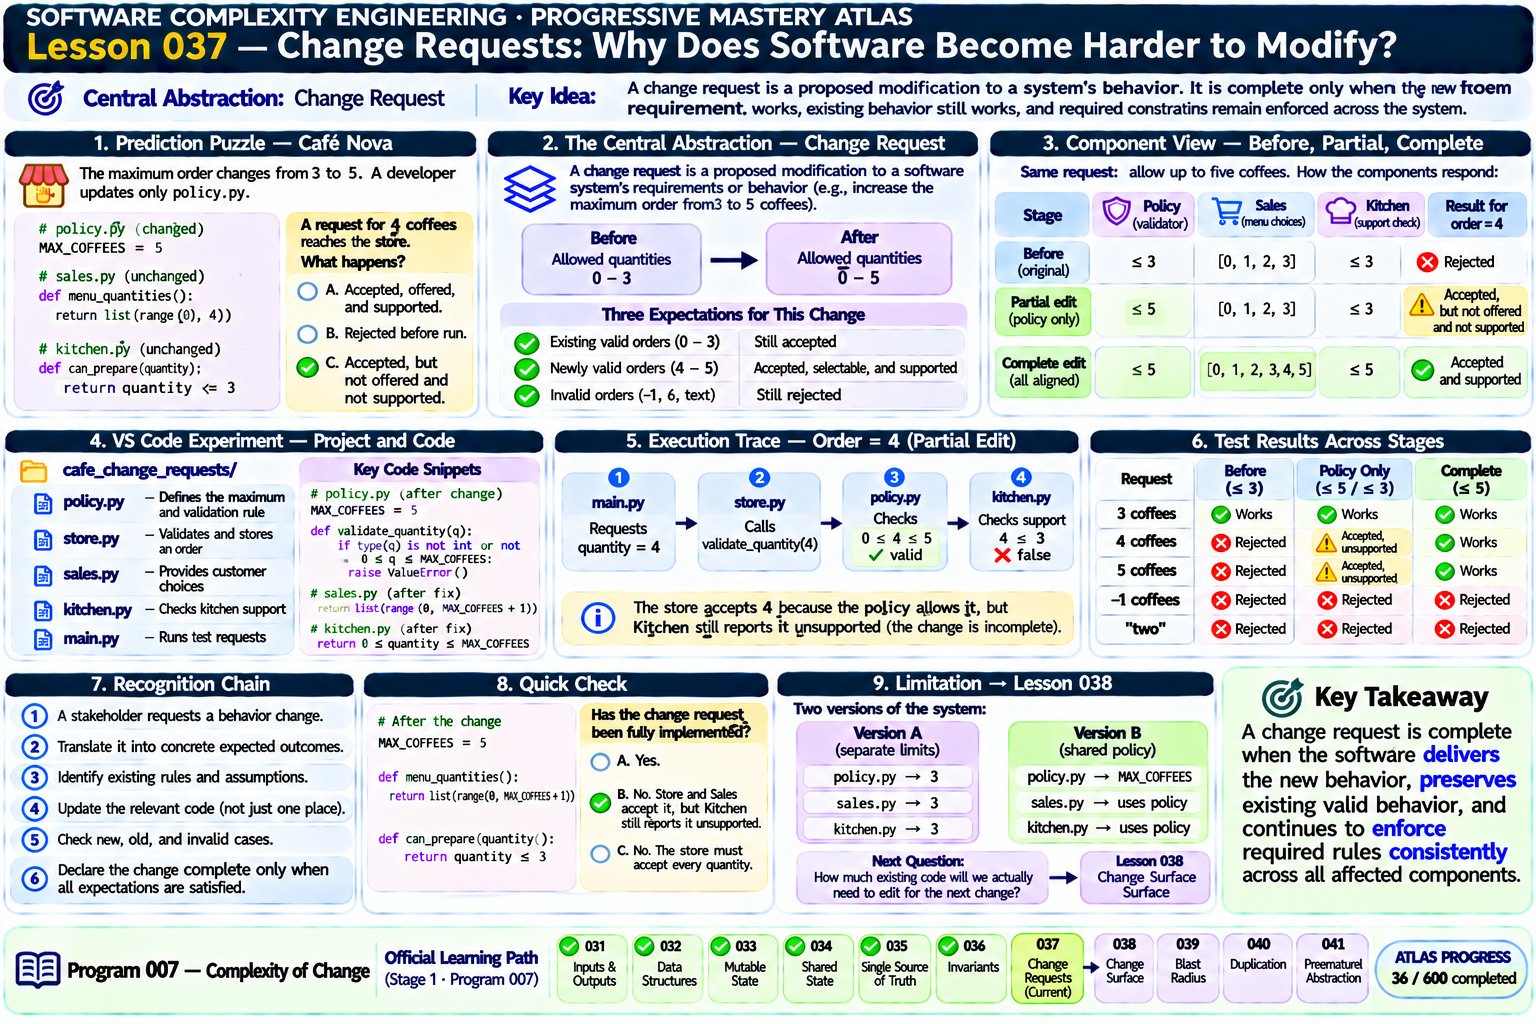 SOFTWARE COMPLEXITY ENGINEERING · PROGRESSIVE MASTERY ATLAS
Lesson 037 — Change Requests: Why Does Software Become Harder to Modify?
Central Abstraction: Change Request
Key Idea:
A change request is a proposed modification to a system's behavior. It is complete only when the new froem
requirement. works, existing behavior still works, and required constratins remain enforced across the system.
1. Prediction Puzzle — Café Nova
The maximum order changes from 3 to 5. A developer
updates only policy.py.
# policy.py (changed)
MAX_COFFEES = 5
# sales.py (unchanged)
def menu_quantities():
return list(range(0), 4))
# kitchen.py (unchanged)
def can_prepare(quantity);
return quantity <= 3
A request for 4 coffees
reaches the store.
What happens?
A. Accepted, offered,
and supported.
B. Rejected before run.
C. Accepted, but
not offered and
not supported.
2. The Central Abstraction — Change Request
A change request is a proposed modification to a software
system's requirements or behavior (e.g., increase the
maximum order from3 to 5 coffees).
Before
Allowed quantities
0 – 3
After
Allowed quantities
0 – 5
Three Expectations for This Change
Existing valid orders (0 – 3) Still accepted
Newly valid orders (4 – 5) Accepted, selectable, and supported
Invalid orders (–1, 6, text) Still rejected
3. Component View — Before, Partial, Complete
Same request: allow up to five coffees. How the components respond:
Stage
Policy
(validator)
Sales
(menu choices)
Kitchen
(support check)
Result for
order = 4
Before
(original)
≤ 3
[0, 1, 2, 3]
≤ 3
Rejected
Partial edit
(policy only)
≤ 5
[0, 1, 2, 3]
≤ 3
Accepted,
but not offered
and not supported
Complete edit
(all aligned)
≤ 5
[0, 1, 2, 3, 4, 5]
≤ 5
Accepted
and supported
4. VS Code Experiment — Project and Code
cafe_change_requests/
policy.py — Defines the maximum
and validation rule
store.py — Validates and stores
an order
sales.py — Provides customer
choices
kitchen.py — Checks kitchen support
main.py — Runs test requests
Key Code Snippets
# policy.py (after change)
MAX_COFFEES = 5
def validate_quantity(q):
if type(q) is not int or not
0 ≤ q ≤ MAX_COFFEES:
raise ValueError()
# sales.py (after fix)
return list(range (0, MAX_COFFEES + 1))
# kitchen.py (after fix)
return 0 ≤ quantity ≤ MAX_COFFEES
5. Execution Trace — Order = 4 (Partial Edit)
1
main.py
Requests
quantity = 4
2
store.py
Calls
validate_quantity(4)
3
policy.py
Checks
0 ≤ 4 ≤ 5
valid
4
kitchen.py
Checks support
4 ≤ 3
false
The store accepts 4 because the policy allows it, but
Kitchen still reports it unsupported (the change is incomplete).
6. Test Results Across Stages
Request
Before
(≤ 3)
Policy Only
(≤ 5 / ≤ 3)
Complete
(≤ 5)
3 coffees Works Works Works
4 coffees Rejected Accepted, unsupported Works
5 coffees Rejected Accepted, unsupported Works
–1 coffees Rejected Rejected Rejected
"two" Rejected Rejected Rejected
7. Recognition Chain
1 A stakeholder requests a behavior change.
2 Translate it into concrete expected outcomes.
3 Identify existing rules and assumptions.
4 Update the relevant code (not just one place).
5 Check new, old, and invalid cases.
6 Declare the change complete only when
all expectations are satisfied.
8. Quick Check
# After the change
MAX_COFFEES = 5
def menu_quantities():
return list(range(0, MAX_COFFEES + 1))
def can_prepare(quantity():
return quantity ≤ 3
Has the change request
been fully implemented?
A. Yes.
B. No. Store and Sales
accept it, but Kitchen
still reports it unsupported.
C. No. The store must
accept every quantity.
9. Limitation → Lesson 038
Two versions of the system:
Version A
(separate limits)
policy.py → 3
sales.py → 3
kitchen.py → 3
Version B
(shared policy)
policy.py → MAX_COFFEES
sales.py → uses policy
kitchen.py → uses policy
Next Question:
How much existing code will we actually
need to edit for the next change?
Lesson 038
Change Surface
Surface
Key Takeaway
A change request is complete
when the software delivers
the new behavior, preserves
existing valid behavior, and
continues to enforce
required rules consistently
across all affected components.
Program 007 — Complexity of Change
Official Learning Path
(Stage 1 · Program 007)
031
Inputs &
Outputs
032
Data
Structures
033
Mutable
State
034
Shared
State
035
Single Source
of Truth
036
Invariants
037
Change
Requests
(Current)
038
Change
Surface
039
Blast
Radius
040
Duplication
041
Preematurel
Abstraction
ATLAS PROGRESS
36 / 600 completed